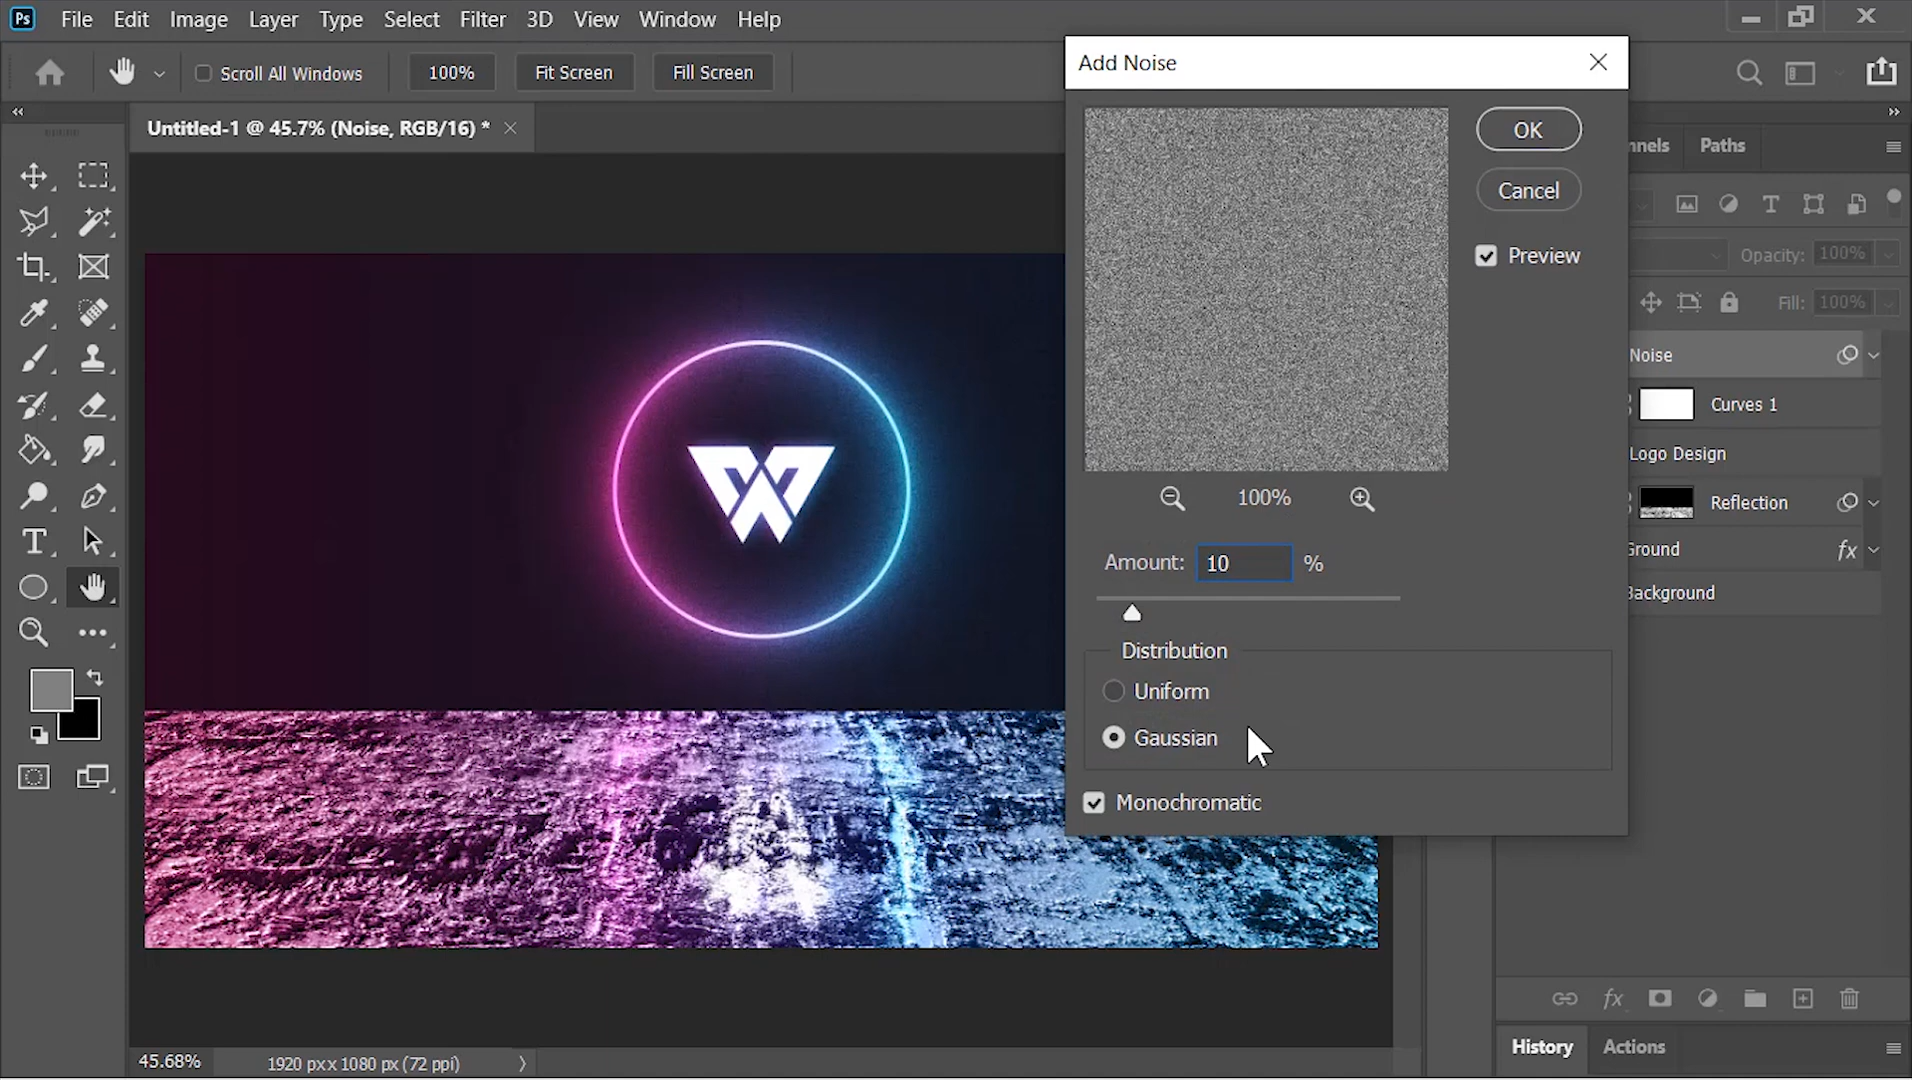 Ps File Edit Image Layer Type Select Filter 3D View Window Help
Scroll All Windows 100% Fit Screen Fill Screen
Untitled-1 @ 45.7% (Noise, RGB/16) *
Add Noise
OK
Cancel
Preview
100%
Amount: 10 %
Distribution
Uniform
Gaussian
Monochromatic
nnels Paths
Opacity: 100%
Fill: 100%
Noise
Curves 1
Logo Design
Reflection
Ground fx
Background
fx
History Actions
45.68% 1920 px x 1080 px (72 ppi)